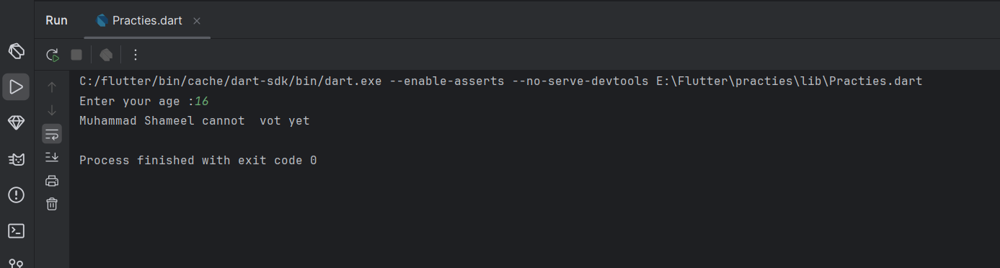 Run
Practies.dart
C:/flutter/bin/cache/dart-sdk/bin/dart.exe --enable-asserts --no-serve-devtools E:\Flutter\practies\lib\Practies.dart
Enter your age :16
Muhammad Shameel cannot  vot yet
Process finished with exit code 0